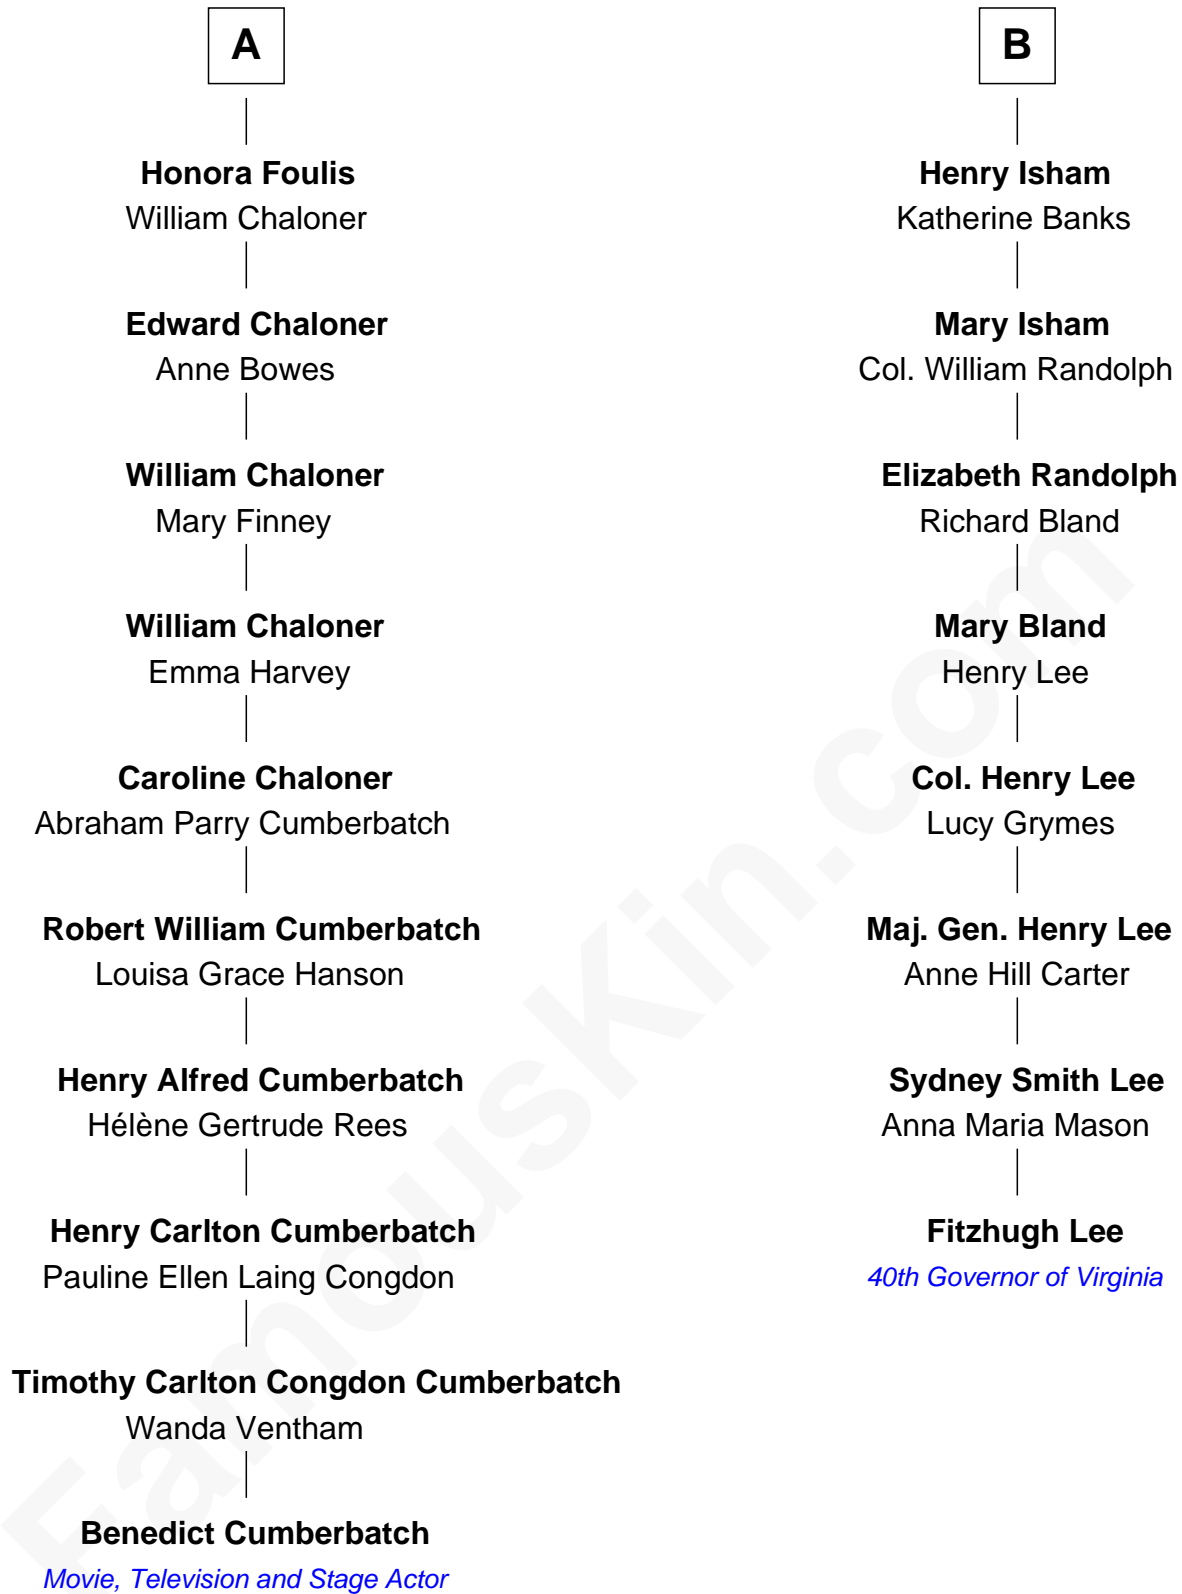 A
Honora Foulis
William Chaloner
Edward Chaloner
Anne Bowes
William Chaloner
Mary Finney
William Chaloner
Emma Harvey
Caroline Chaloner
Abraham Parry Cumberbatch
Robert William Cumberbatch
Louisa Grace Hanson
Henry Alfred Cumberbatch
Hélène Gertrude Rees
Henry Carlton Cumberbatch
Pauline Ellen Laing Congdon
Timothy Carlton Congdon Cumberbatch
Wanda Ventham
Benedict Cumberbatch
Movie, Television and Stage Actor
B
Henry Isham
Katherine Banks
Mary Isham
Col. William Randolph
Elizabeth Randolph
Richard Bland
Mary Bland
Henry Lee
Col. Henry Lee
Lucy Grymes
Maj. Gen. Henry Lee
Anne Hill Carter
Sydney Smith Lee
Anna Maria Mason
Fitzhugh Lee
40th Governor of Virginia
FamousKin.com